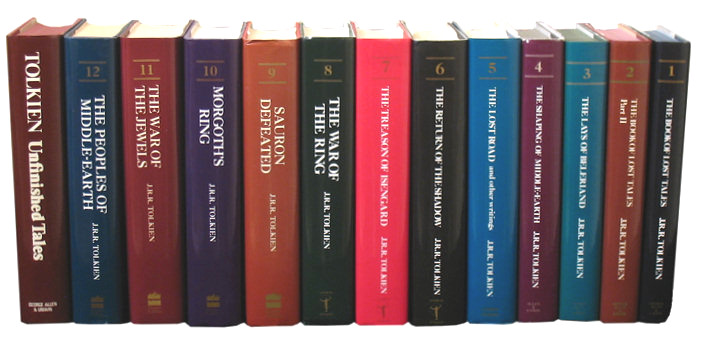 TOLKIEN Unfinished Tales
GEORGE ALLEN
& UNWIN
12
THE PEOPLES OF
MIDDLE-EARTH
J.R.R. TOLKIEN
11
THE WAR OF
THE JEWELS
J.R.R. TOLKIEN
10
MORGOTH'S
RING
J.R.R. TOLKIEN
9
SAURON
DEFEATED
J.R.R. TOLKIEN
8
THE WAR OF
THE RING
J.R.R. TOLKIEN
7
THE TREASON OF ISENGARD J.R.R. TOLKIEN
6
THE RETURN OF THE SHADOW J.R.R. TOLKIEN
5
THE LOST ROAD and other writings J.R.R. TOLKIEN
4
THE SHAPING OF MIDDLE-EARTH J.R.R. TOLKIEN
3
THE LAYS OF BELERIAND J.R.R. TOLKIEN
2
THE BOOK OF LOST TALES
Part II
J.R.R. TOLKIEN
1
THE BOOK OF LOST TALES J.R.R. TOLKIEN